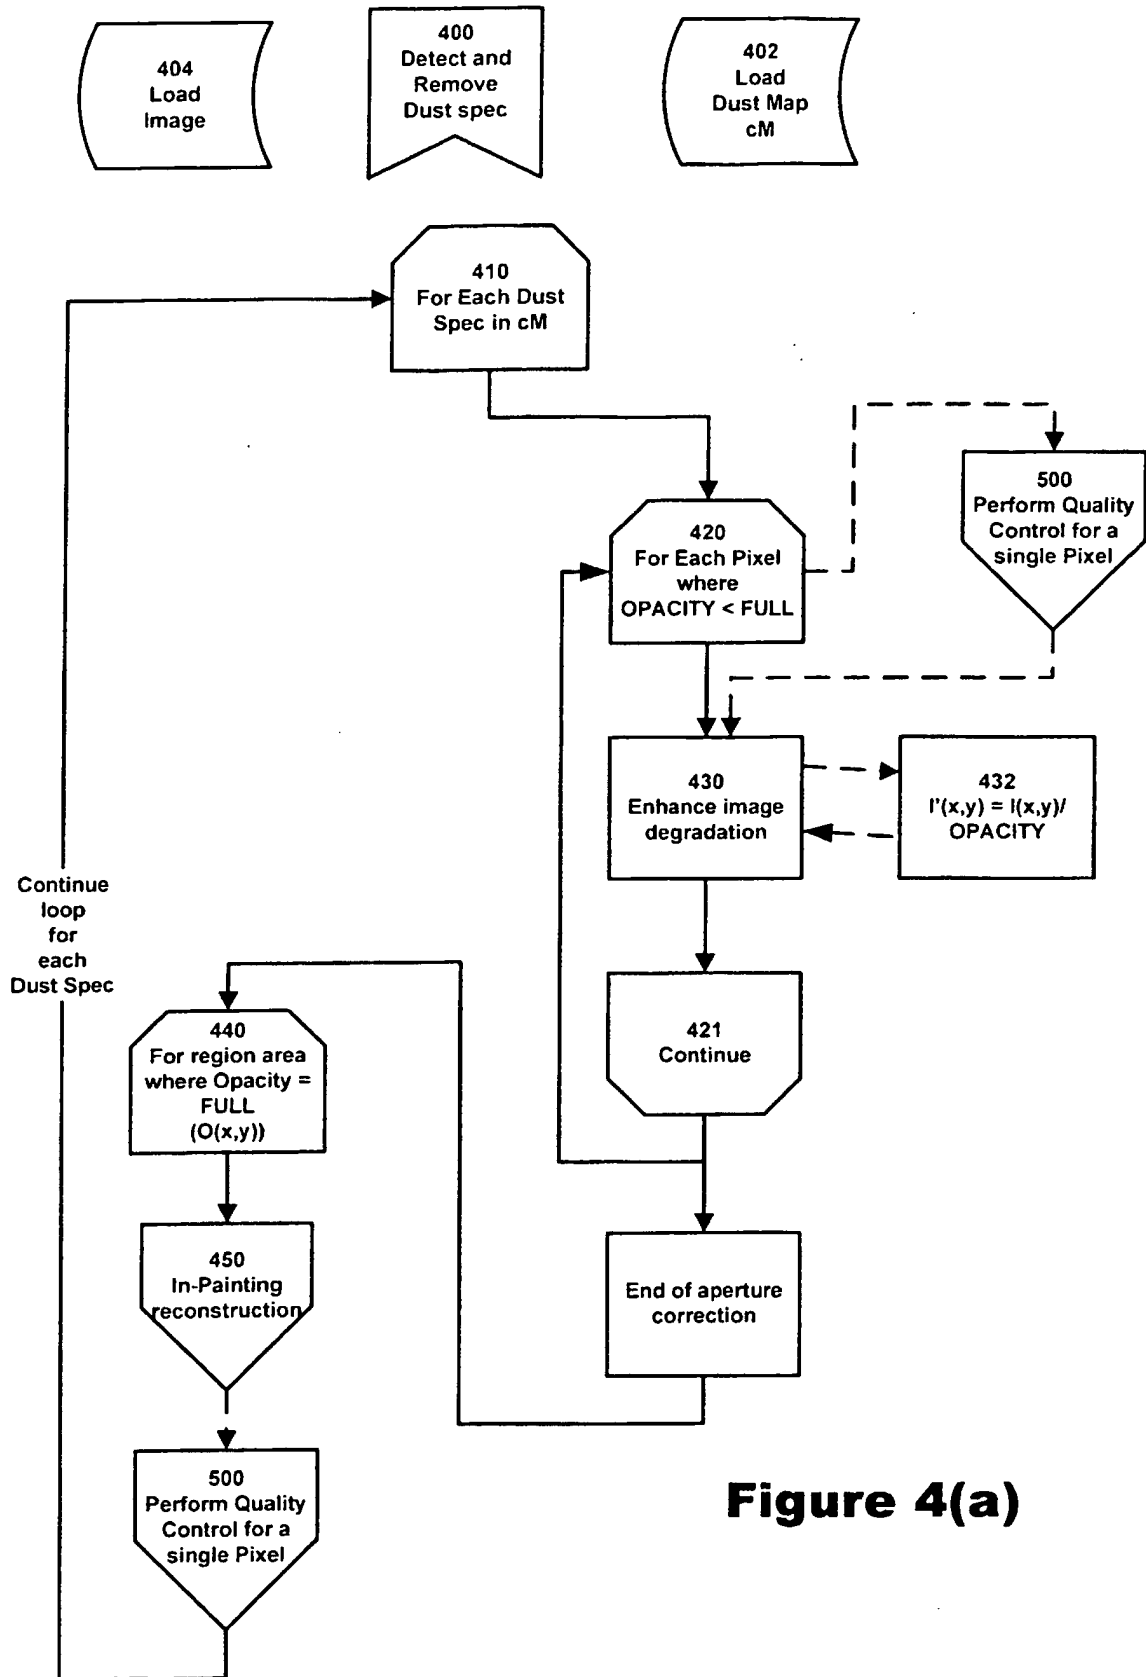 404
Load
Image
400
Detect and
Remove
Dust spec
402
Load
Dust Map
cM
410
For Each Dust
Spec in cM
500
Perform Quality
Control for a
single Pixel
420
For Each Pixel
where
OPACITY < FULL
430
Enhance image
degradation
432
I'(x,y) = I(x,y)/
OPACITY
Continue
loop
for
each
Dust Spec
421
Continue
440
For region area
where Opacity =
FULL
(O(x,y))
450
In-Painting
reconstruction
End of aperture
correction
500
Perform Quality
Control for a
single Pixel
Figure 4(a)